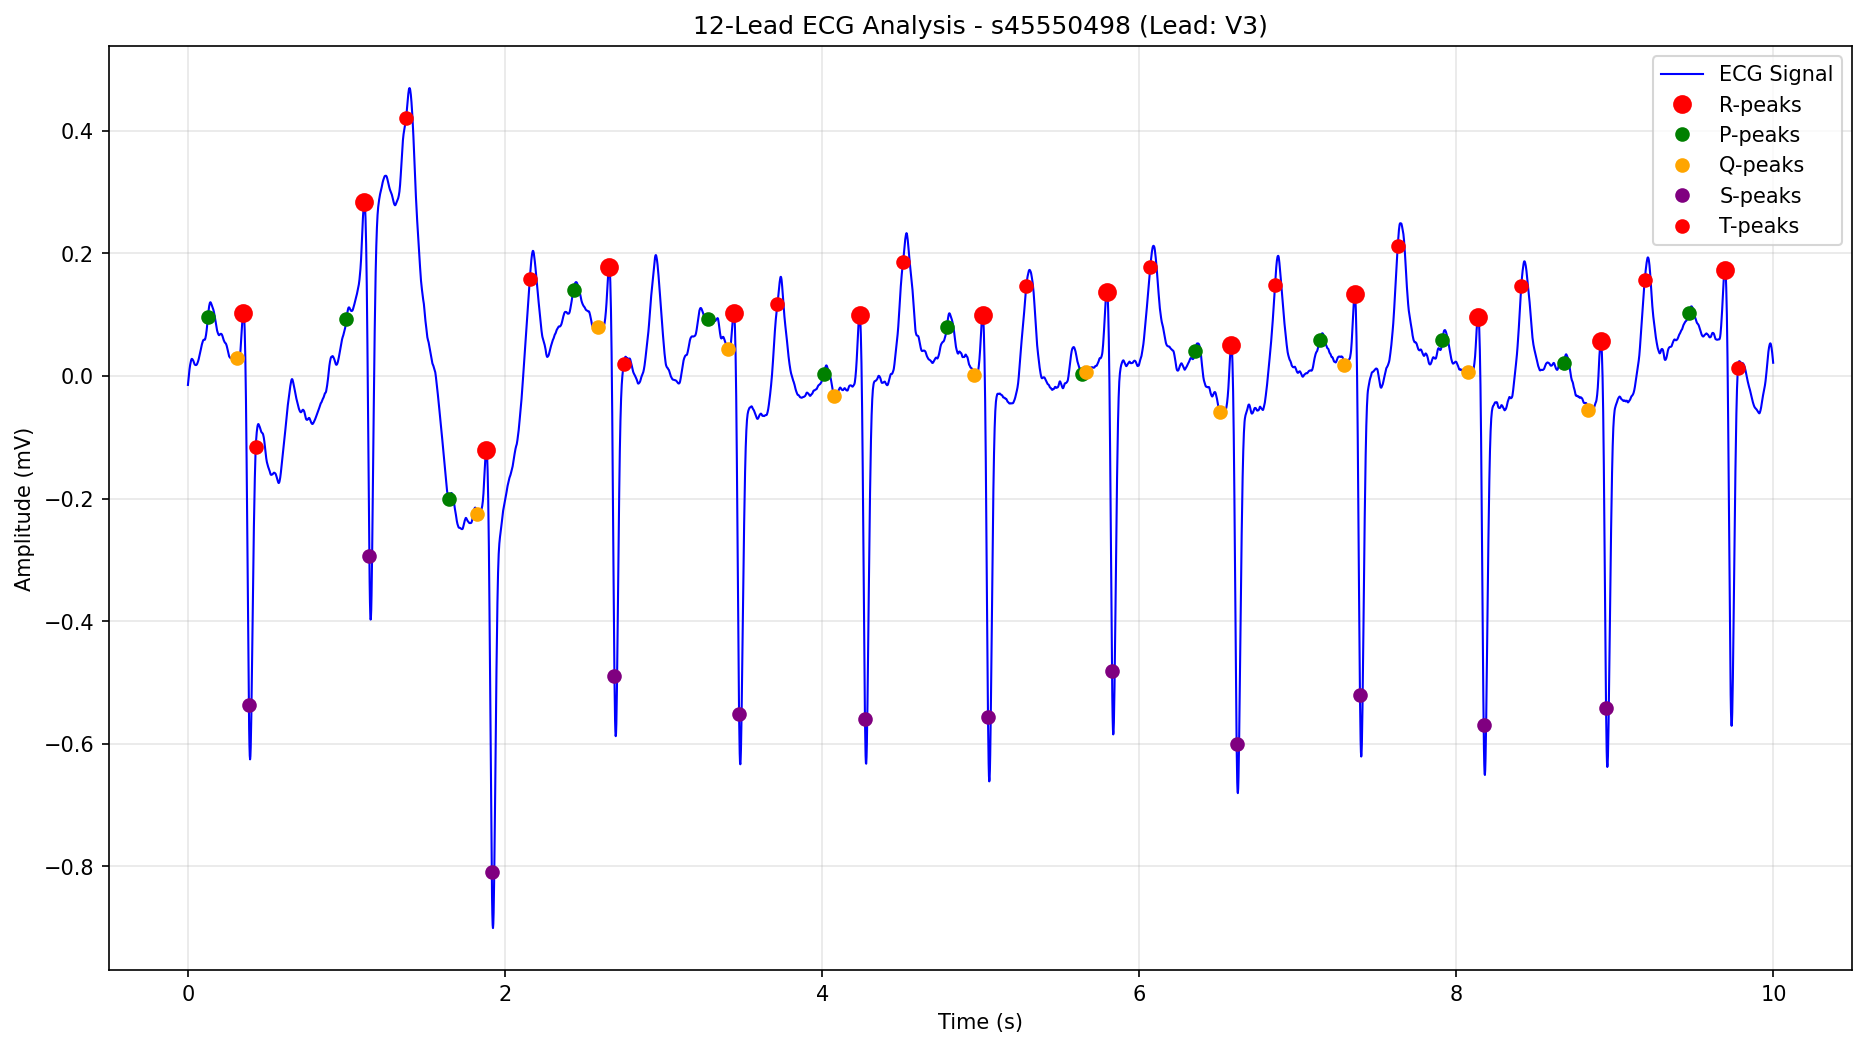 12-Lead ECG Analysis - s45550498 (Lead: V3)
ECG Signal
R-peaks
P-peaks
Q-peaks
S-peaks
T-peaks
Amplitude (mV)
0.4
0.2
0.0
−0.2
−0.4
−0.6
−0.8
0 2 4 6 8 10
Time (s)